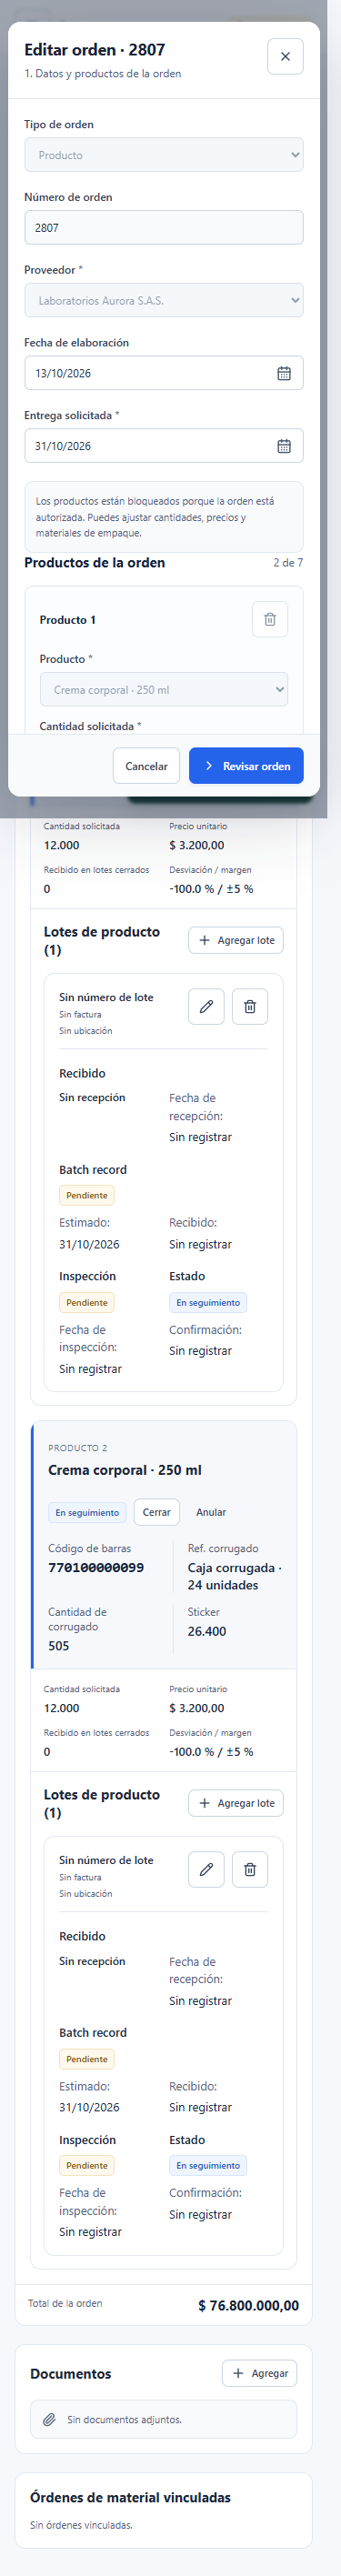 Editar orden · 2807
1. Datos y productos de la orden
Tipo de orden
Producto
Número de orden
2807
Proveedor *
Laboratorios Aurora S.A.S.
Fecha de elaboración
13/10/2026
Entrega solicitada *
31/10/2026
Los productos están bloqueados porque la orden está
autorizada. Puedes ajustar cantidades, precios y
materiales de empaque.
Productos de la orden 2 de 7
Producto 1
Producto *
Crema corporal · 250 ml
Cantidad solicitada *
Cancelar Revisar orden
Cantidad solicitada Precio unitario
12.000 $ 3.200,00
Recibido en lotes cerrados Desviación / margen
0 -100.0 % / ±5 %
Lotes de producto
(1)
Agregar lote
Sin número de lote
Sin factura
Sin ubicación
Recibido
Sin recepción Fecha de
recepción:
Sin registrar
Batch record
Pendiente
Estimado: Recibido:
31/10/2026 Sin registrar
Inspección Estado
Pendiente En seguimiento
Fecha de
inspección:
Sin registrar
Confirmación:
Sin registrar
PRODUCTO 2
Crema corporal · 250 ml
En seguimiento Cerrar Anular
Código de barras Ref. corrugado
770100000099 Caja corrugada ·
24 unidades
Cantidad de
corrugado
505
Sticker
26.400
Cantidad solicitada Precio unitario
12.000 $ 3.200,00
Recibido en lotes cerrados Desviación / margen
0 -100.0 % / ±5 %
Lotes de producto
(1)
Agregar lote
Sin número de lote
Sin factura
Sin ubicación
Recibido
Sin recepción Fecha de
recepción:
Sin registrar
Batch record
Pendiente
Estimado: Recibido:
31/10/2026 Sin registrar
Inspección Estado
Pendiente En seguimiento
Fecha de
inspección:
Sin registrar
Confirmación:
Sin registrar
Total de la orden $ 76.800.000,00
Documentos Agregar
Sin documentos adjuntos.
Órdenes de material vinculadas
Sin órdenes vinculadas.